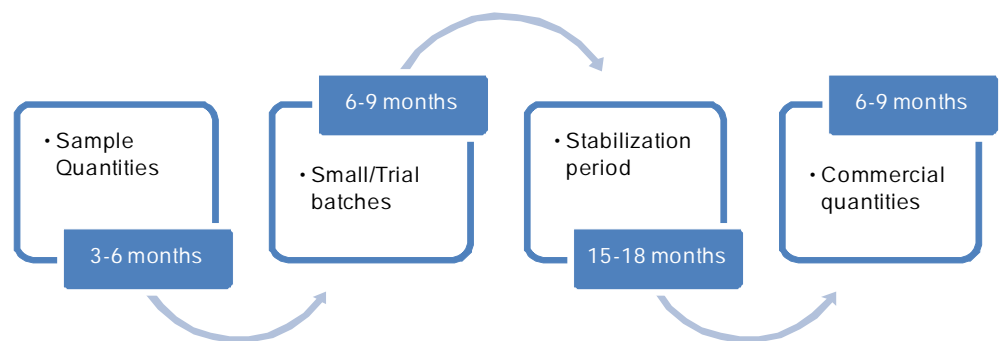 • Sample
Quantities
3-6 months
6-9 months
• Small/Trial
batches
• Stabilization
period
15-18 months
6-9 months
• Commercial
quantities